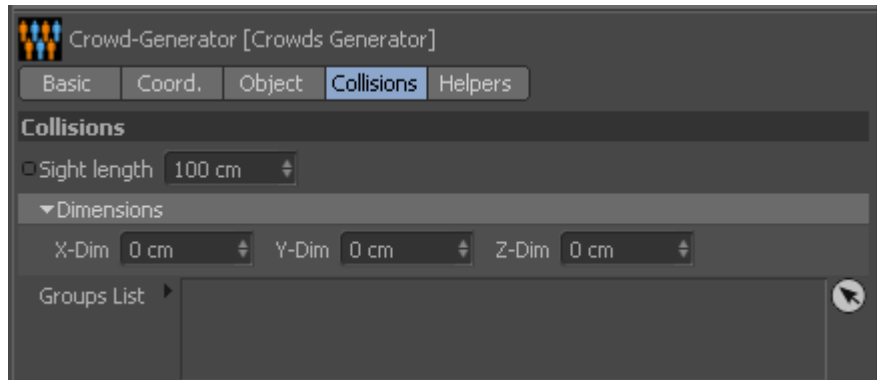 Crowd-Generator [Crowds Generator]
Basic Coord. Object Collisions Helpers
Collisions
Sight length 100 cm
Dimensions
X-Dim 0 cm Y-Dim 0 cm Z-Dim 0 cm
Groups List